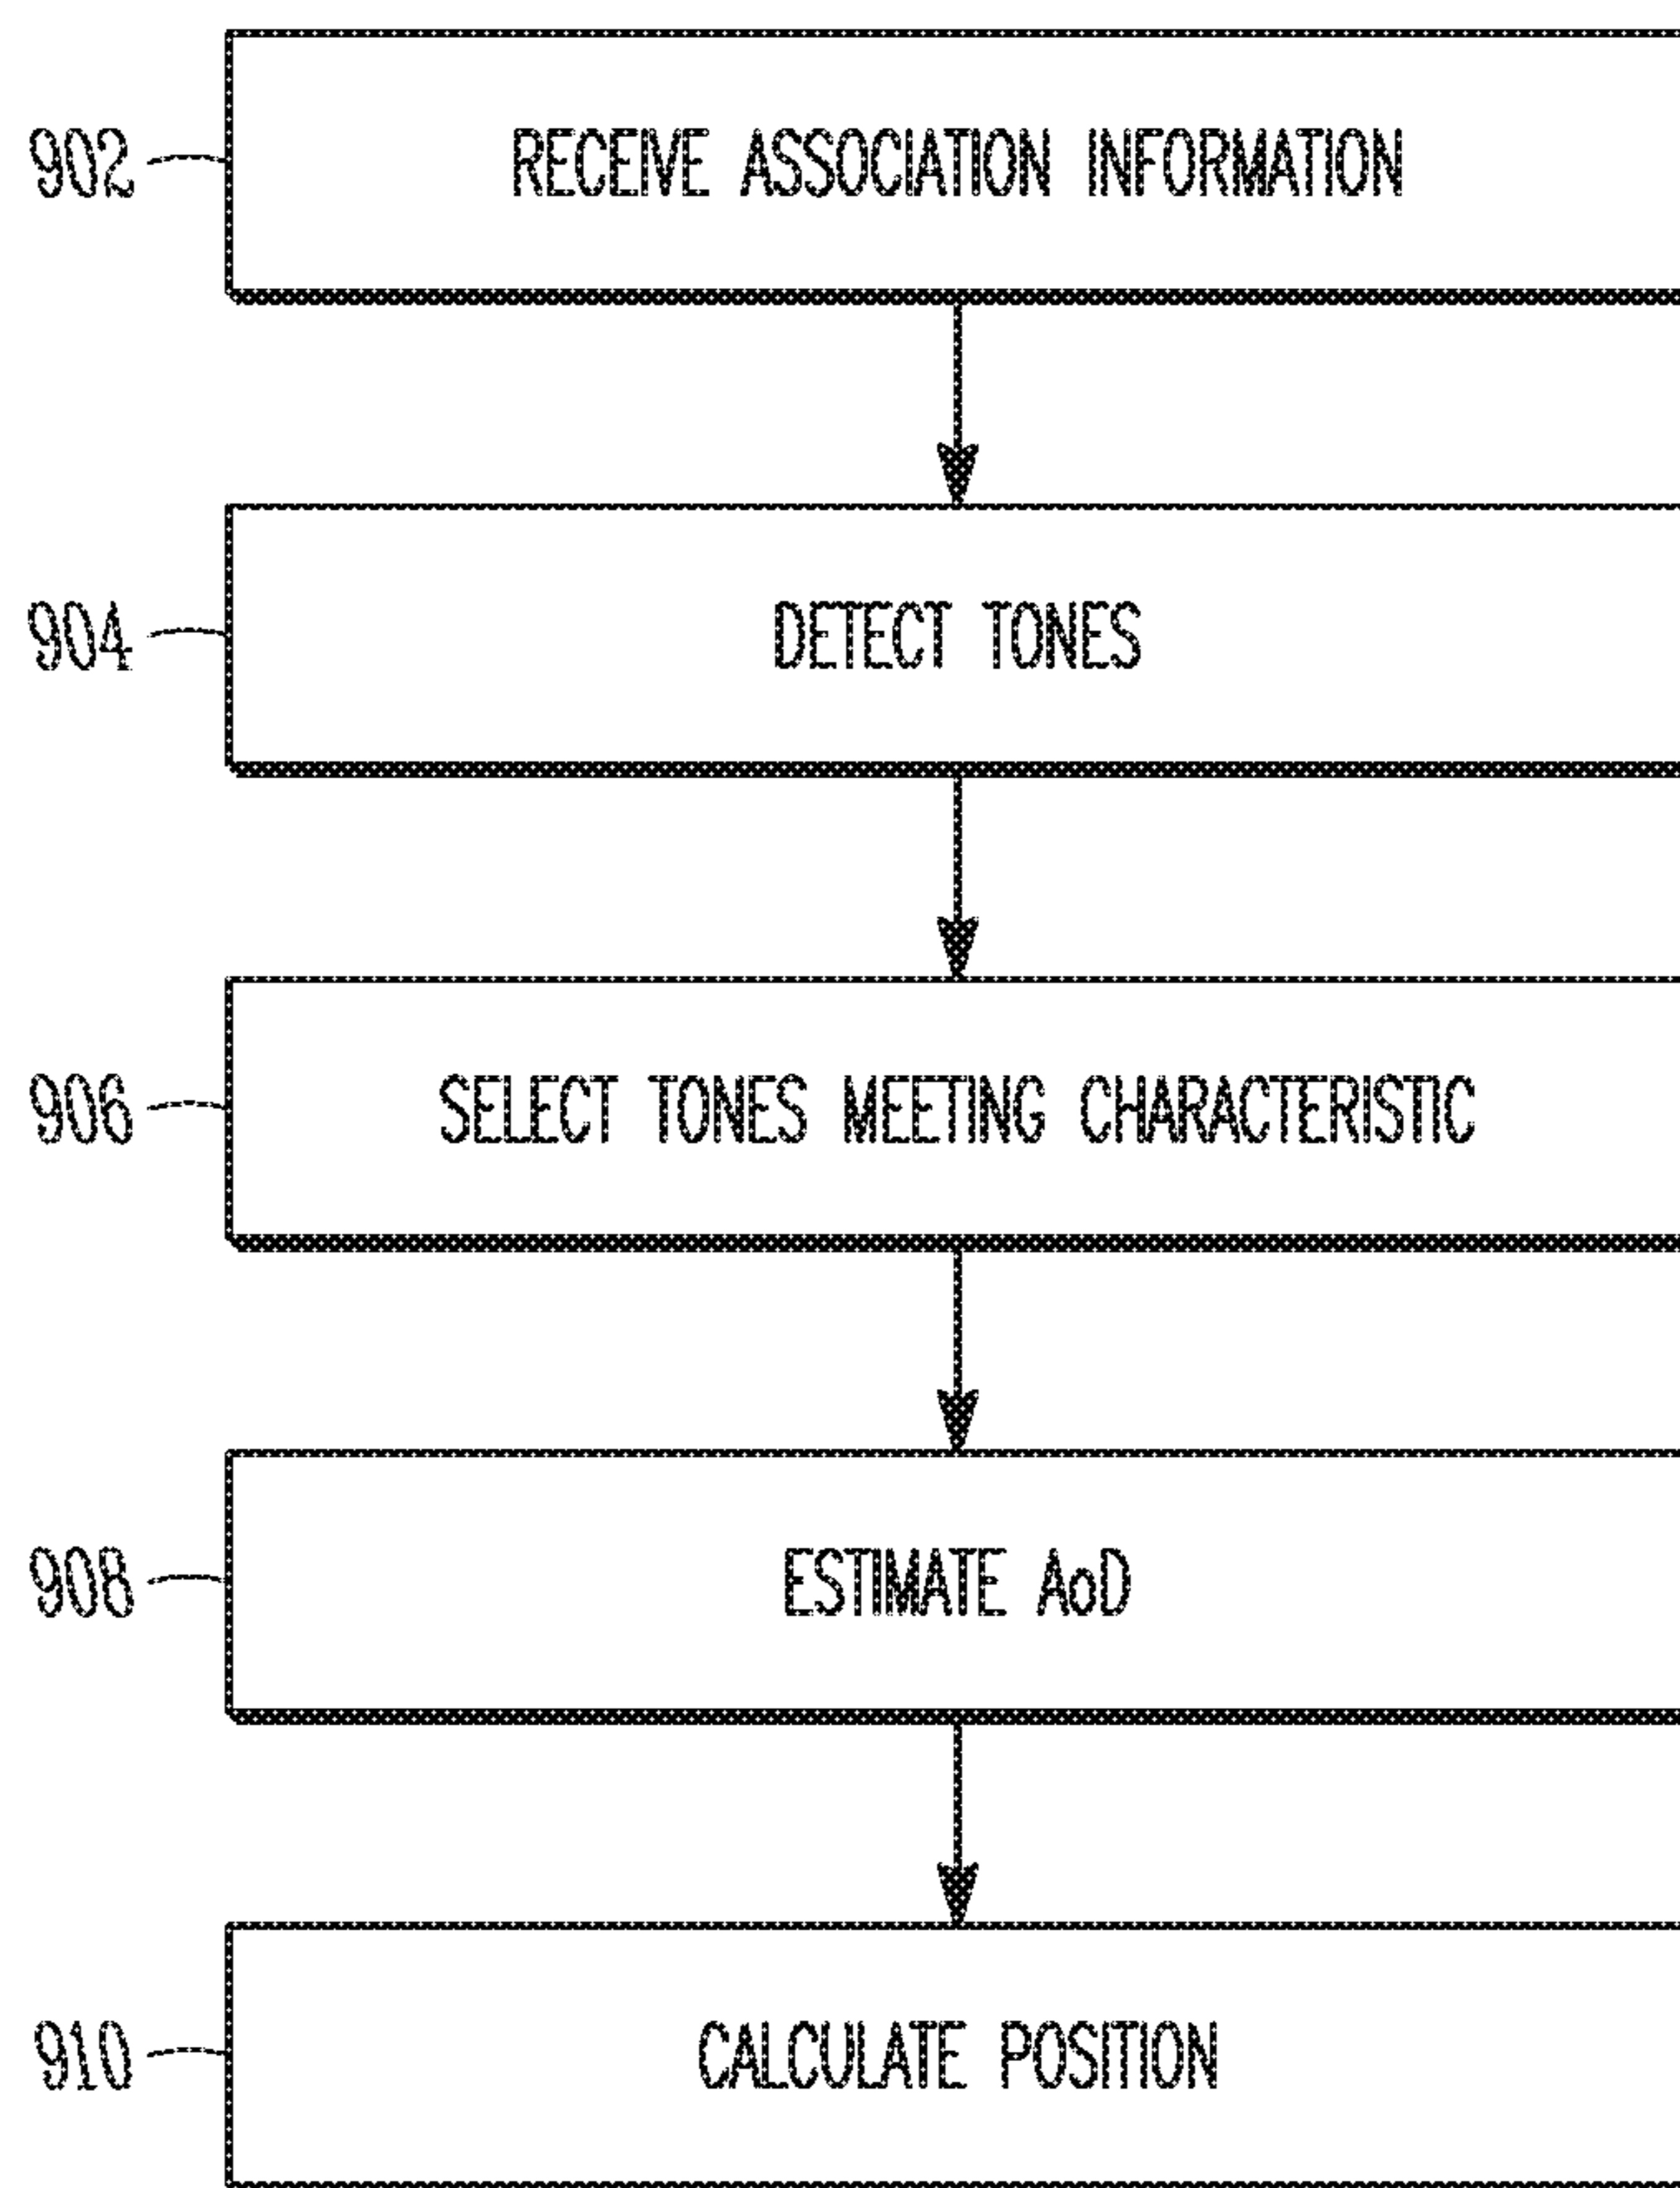 902 RECEIVE ASSOCIATION INFORMATION
904 DETECT TONES
906 SELECT TONES MEETING CHARACTERISTIC
908 ESTIMATE AoD
910 CALCULATE POSITION